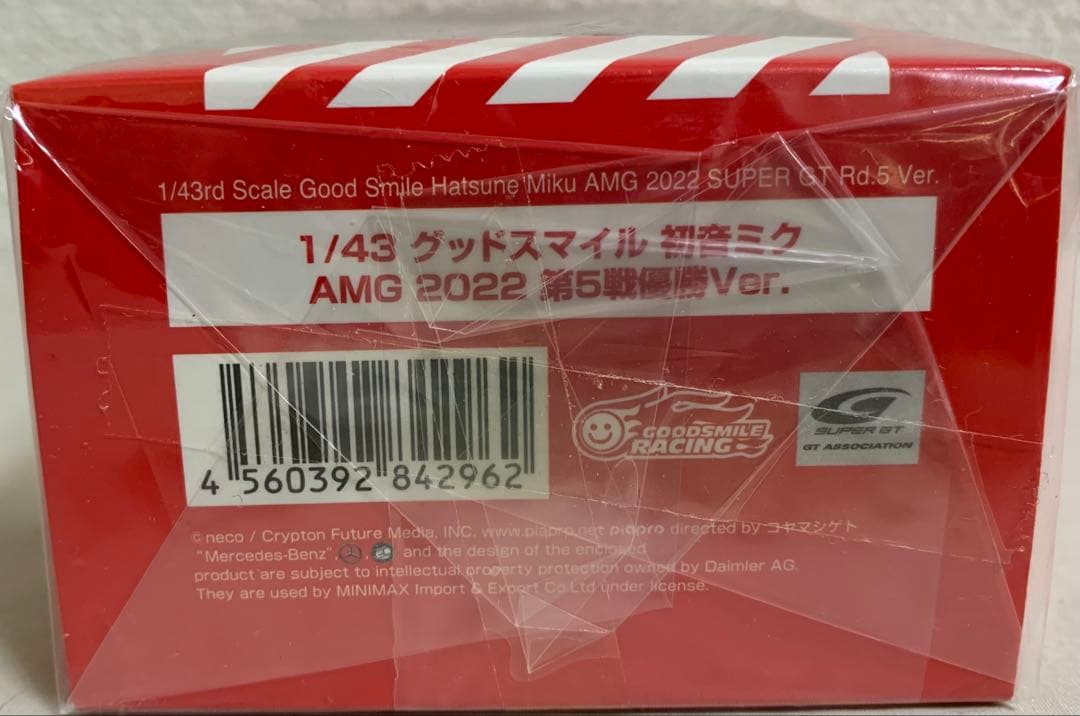 1/43rd Scale Good Smile Hatsune Miku AMG 2022 SUPER GT Rd.5 Ver.
1/43 グッドスマイル 初音ミク
AMG 2022 第5戦優勝Ver.
4 560392 842962
GOODSMILE
RACING
SUPER GT
GT ASSOCIATION
© neco / Crypton Future Media, INC. www.piapro.net piapro directed by コヤマシゲト
"Mercedes-Benz", , and the design of the enclosed
product are subject to intellectual property protection owned by Daimler AG.
They are used by MINIMAX Import & Export Co Ltd under license.